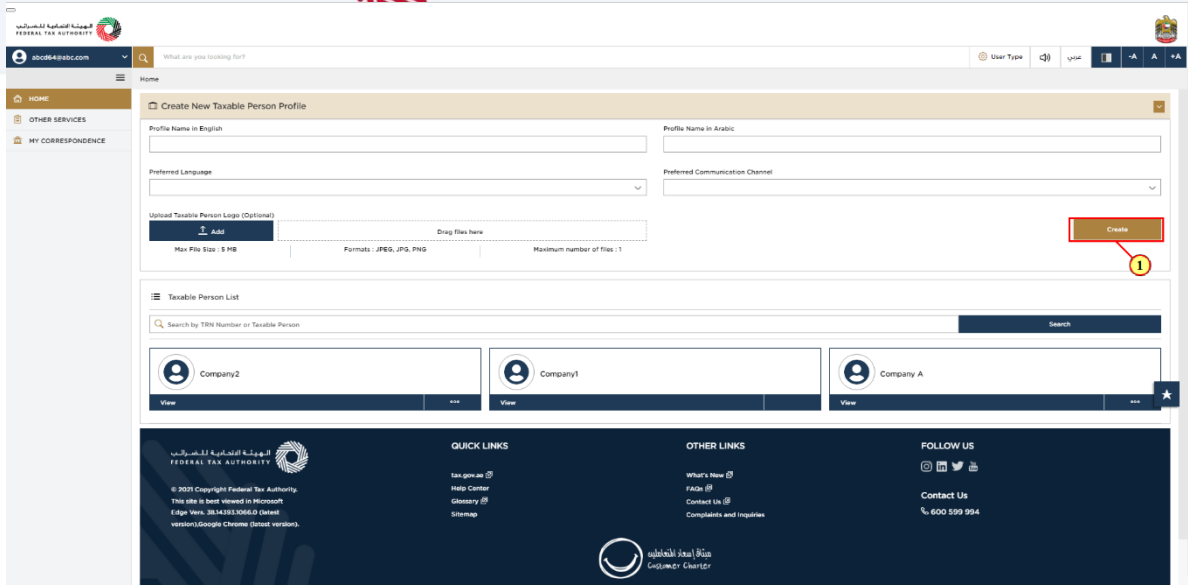 الهيئة الاتحادية للضرائب
FEDERAL TAX AUTHORITY
abcd64@abc.com
What are you looking for?
User Type
عربي
-A A +A
Home
HOME
OTHER SERVICES
MY CORRESPONDENCE
Create New Taxable Person Profile
Profile Name in English
Profile Name in Arabic
Preferred Language
Preferred Communication Channel
Upload Taxable Person Logo (Optional)
Add
Drag files here
Max File Size : 5 MB
Formats : JPEG, JPG, PNG
Maximum number of files : 1
Create
1
Taxable Person List
Search by TRN Number or Taxable Person
Search
Company2
Company1
Company A
View
View
View
الهيئة الاتحادية للضرائب
FEDERAL TAX AUTHORITY
© 2021 Copyright Federal Tax Authority.
This site is best viewed in Microsoft
Edge Vers. 38.14393.1066.0 (latest
version),Google Chrome (latest version).
QUICK LINKS
tax.gov.ae
Help Center
Glossary
Sitemap
OTHER LINKS
What's New
FAQs
Contact Us
Complaints and Inquiries
FOLLOW US
Contact Us
600 599 994
ميثاق إسعاد المتعاملين
Customer Charter